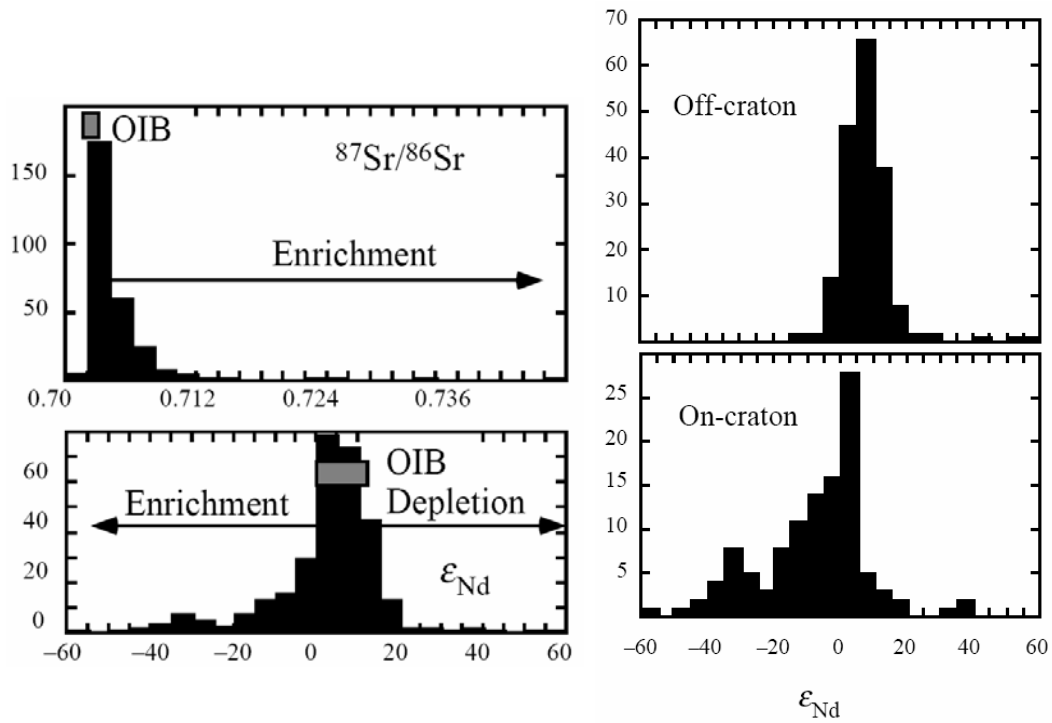 OIB
⁸⁷Sr/⁸⁶Sr
150
Enrichment
100
50
0.70 0.712 0.724 0.736
60
OIB
Enrichment Depletion
40
εNd
20
0
–60 –40 –20 0 20 40 60
70
60
Off-craton
50
40
30
20
10
25
On-craton
20
15
10
5
–60 –40 –20 0 20 40 60
εNd